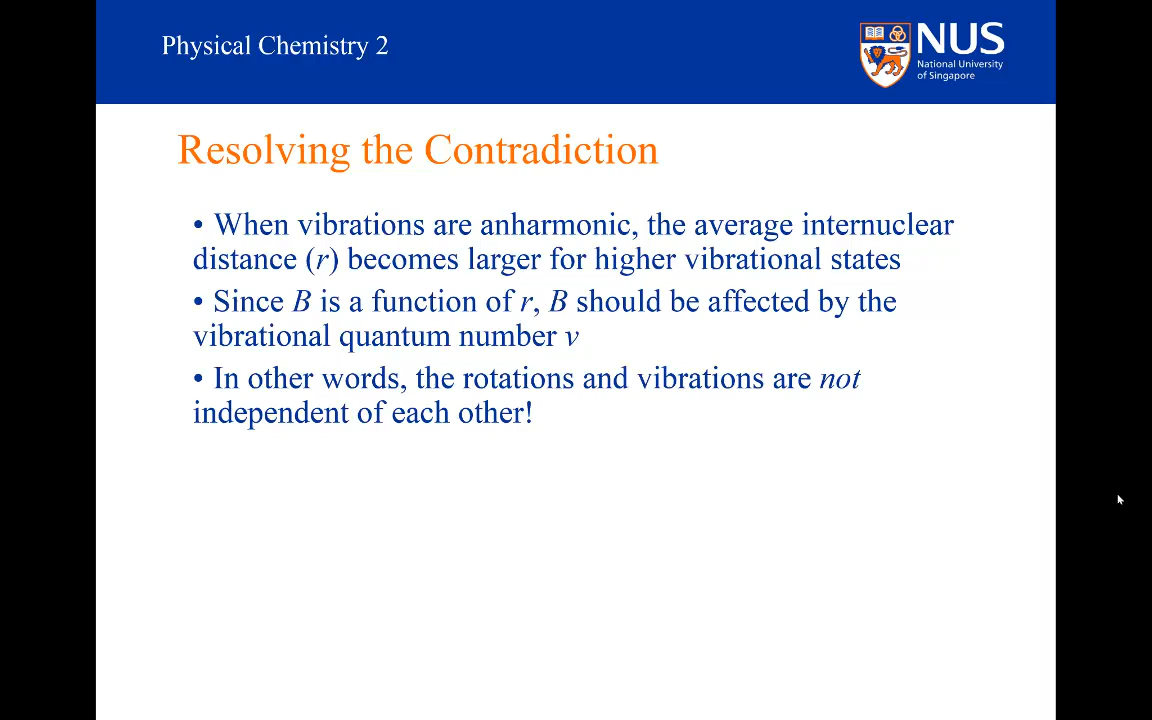 Physical Chemistry 2
NUS
National University
of Singapore
Resolving the Contradiction
• When vibrations are anharmonic, the average internuclear
distance (r) becomes larger for higher vibrational states
• Since B is a function of r, B should be affected by the
vibrational quantum number v
• In other words, the rotations and vibrations are not
independent of each other!